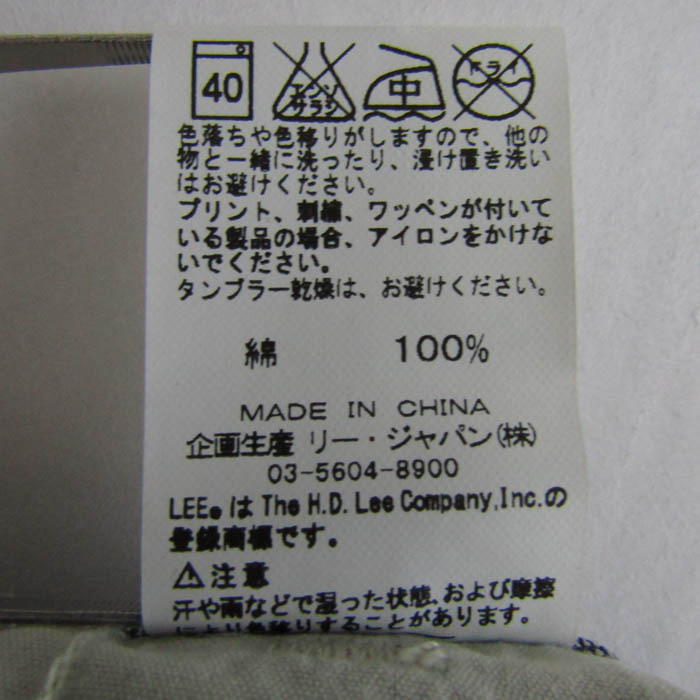 40 エンソ サラシ 中 ドライ
色落ちや色移りがしますので、他の
物と一緒に洗ったり、浸け置き洗い
はお避けください。
プリント、刺繍、ワッペンが付いて
いる製品の場合、アイロンをかけな
いでください。
タンブラー乾燥は、お避けください。
綿 100%
MADE IN CHINA
企画生産 リー・ジャパン(株)
03-5604-8900
LEE®は The H.D. Lee Company,Inc.の
登録商標です。
⚠注意
汗や雨などで湿った状態、および摩擦
により色移りすることがあります。